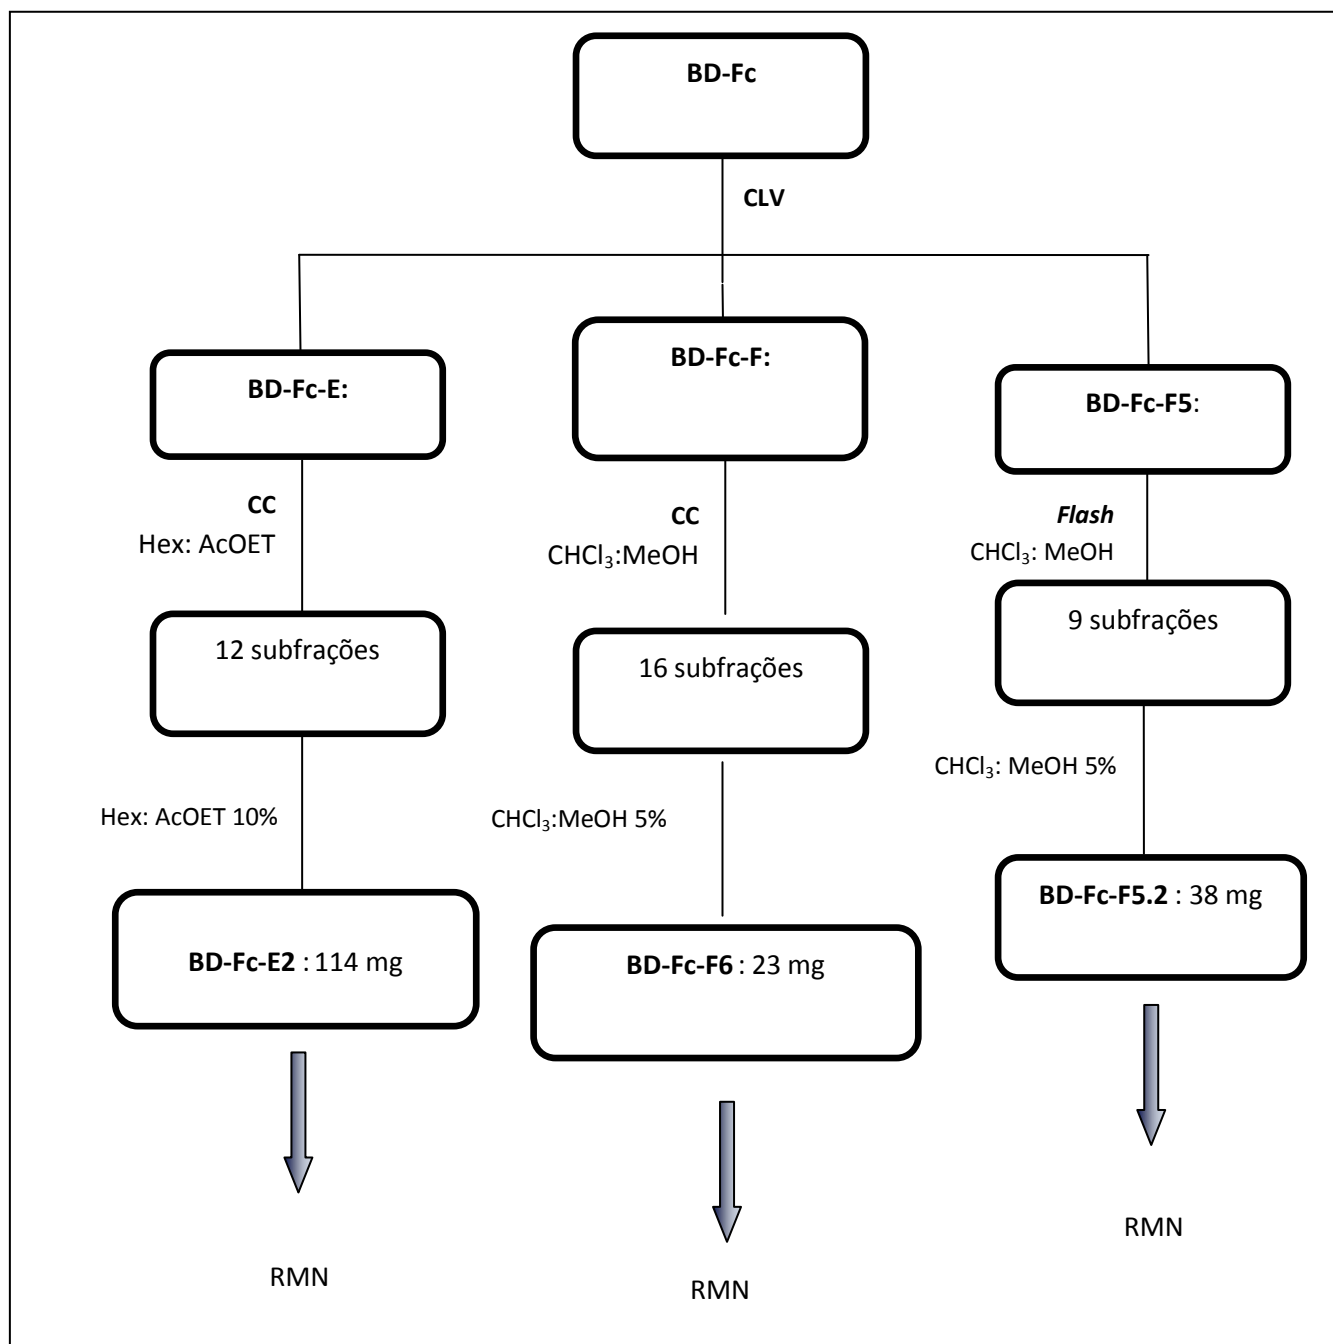 BD-Fc
CLV
BD-Fc-E:
BD-Fc-F:
BD-Fc-F5:
CC
Hex: AcOET
CC
CHCl₃:MeOH
Flash
CHCl₃: MeOH
12 subfrações
16 subfrações
9 subfrações
Hex: AcOET 10%
CHCl₃:MeOH 5%
CHCl₃: MeOH 5%
BD-Fc-E2 : 114 mg
BD-Fc-F6 : 23 mg
BD-Fc-F5.2 : 38 mg
RMN
RMN
RMN